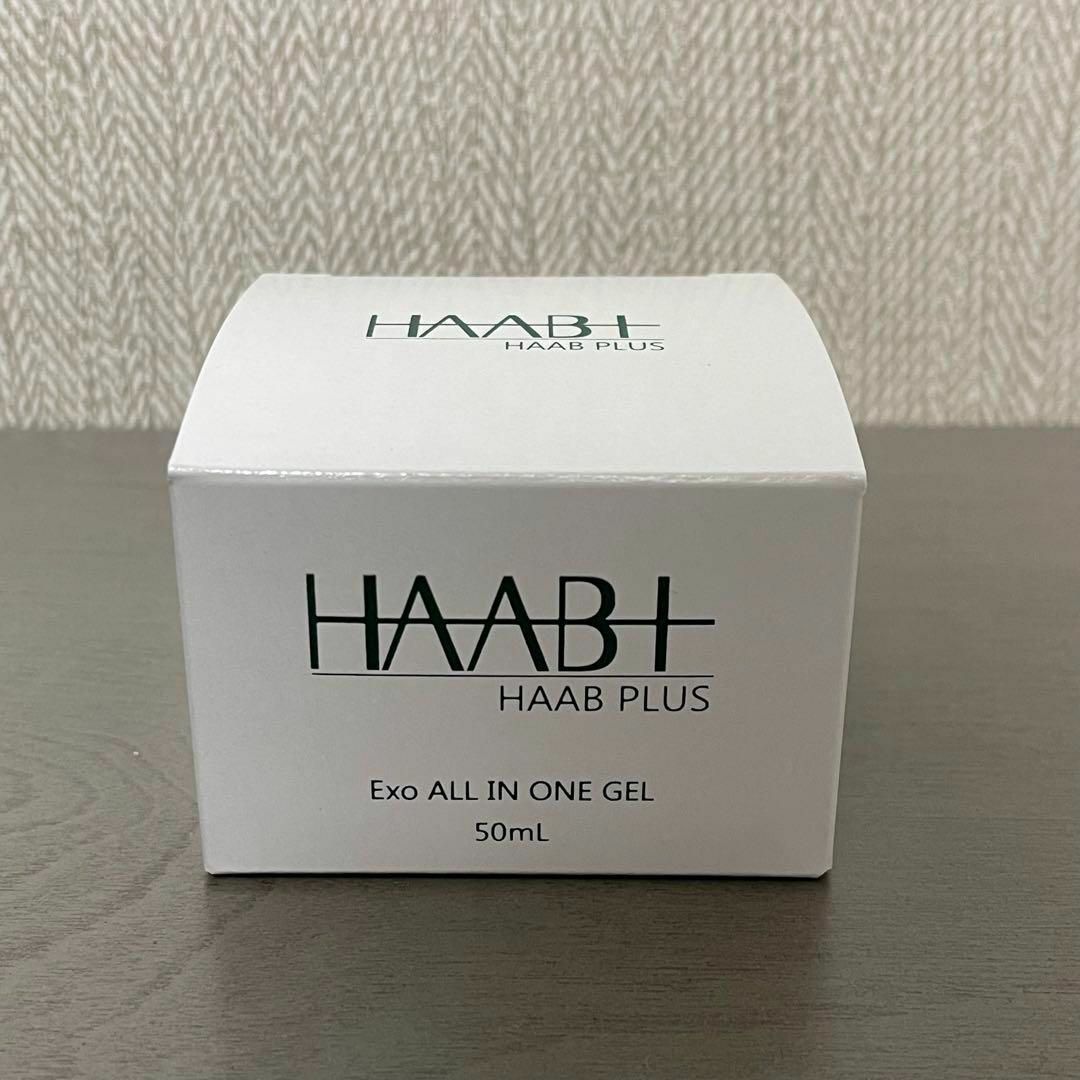 HAAB+
HAAB PLUS
HAAB+
HAAB PLUS
Exo ALL IN ONE GEL
50mL